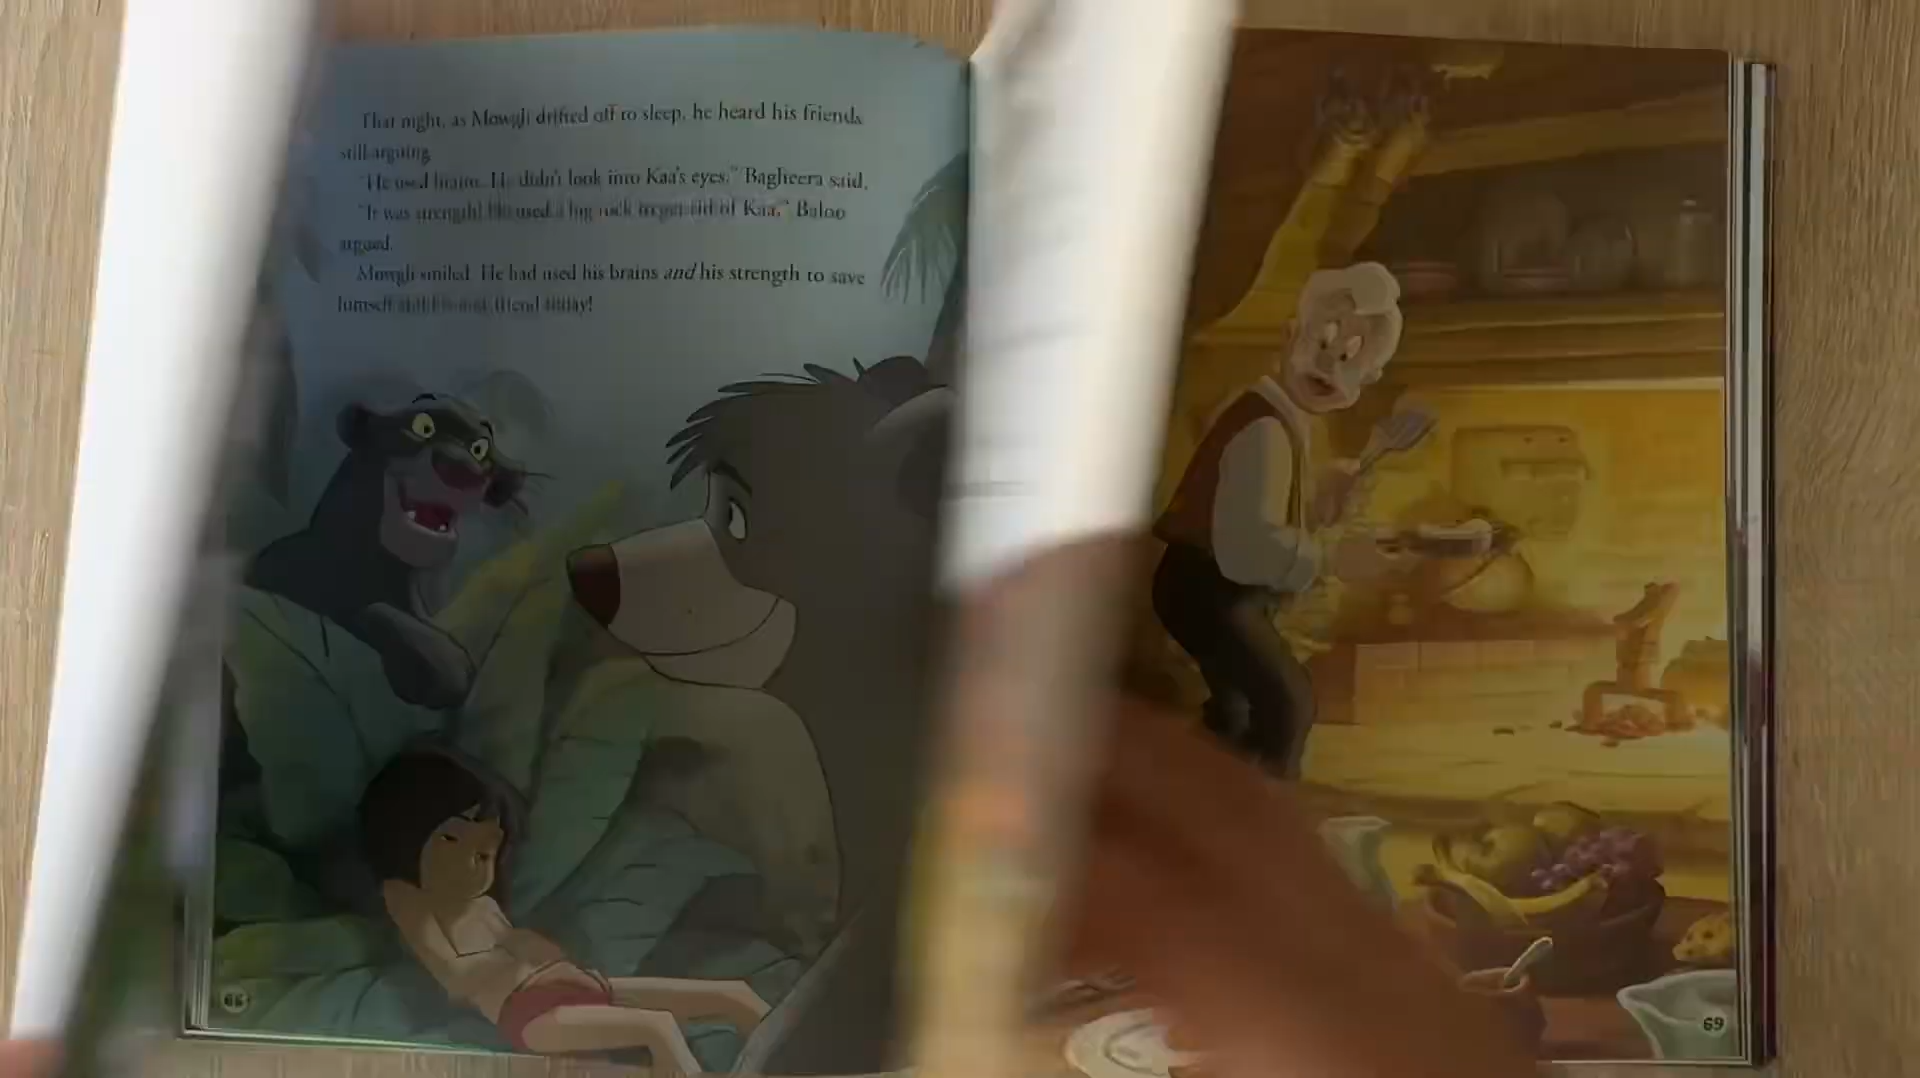 That night, as Mowgli drifted off to sleep, he heard his friends
still arguing.
"He used brains. He didn't look into Kaa's eyes," Bagheera said.
"It was strength! He used a big rock to get rid of Kaa," Baloo
argued.
Mowgli smiled. He had used his brains and his strength to save
himself and his friend today!
66
69